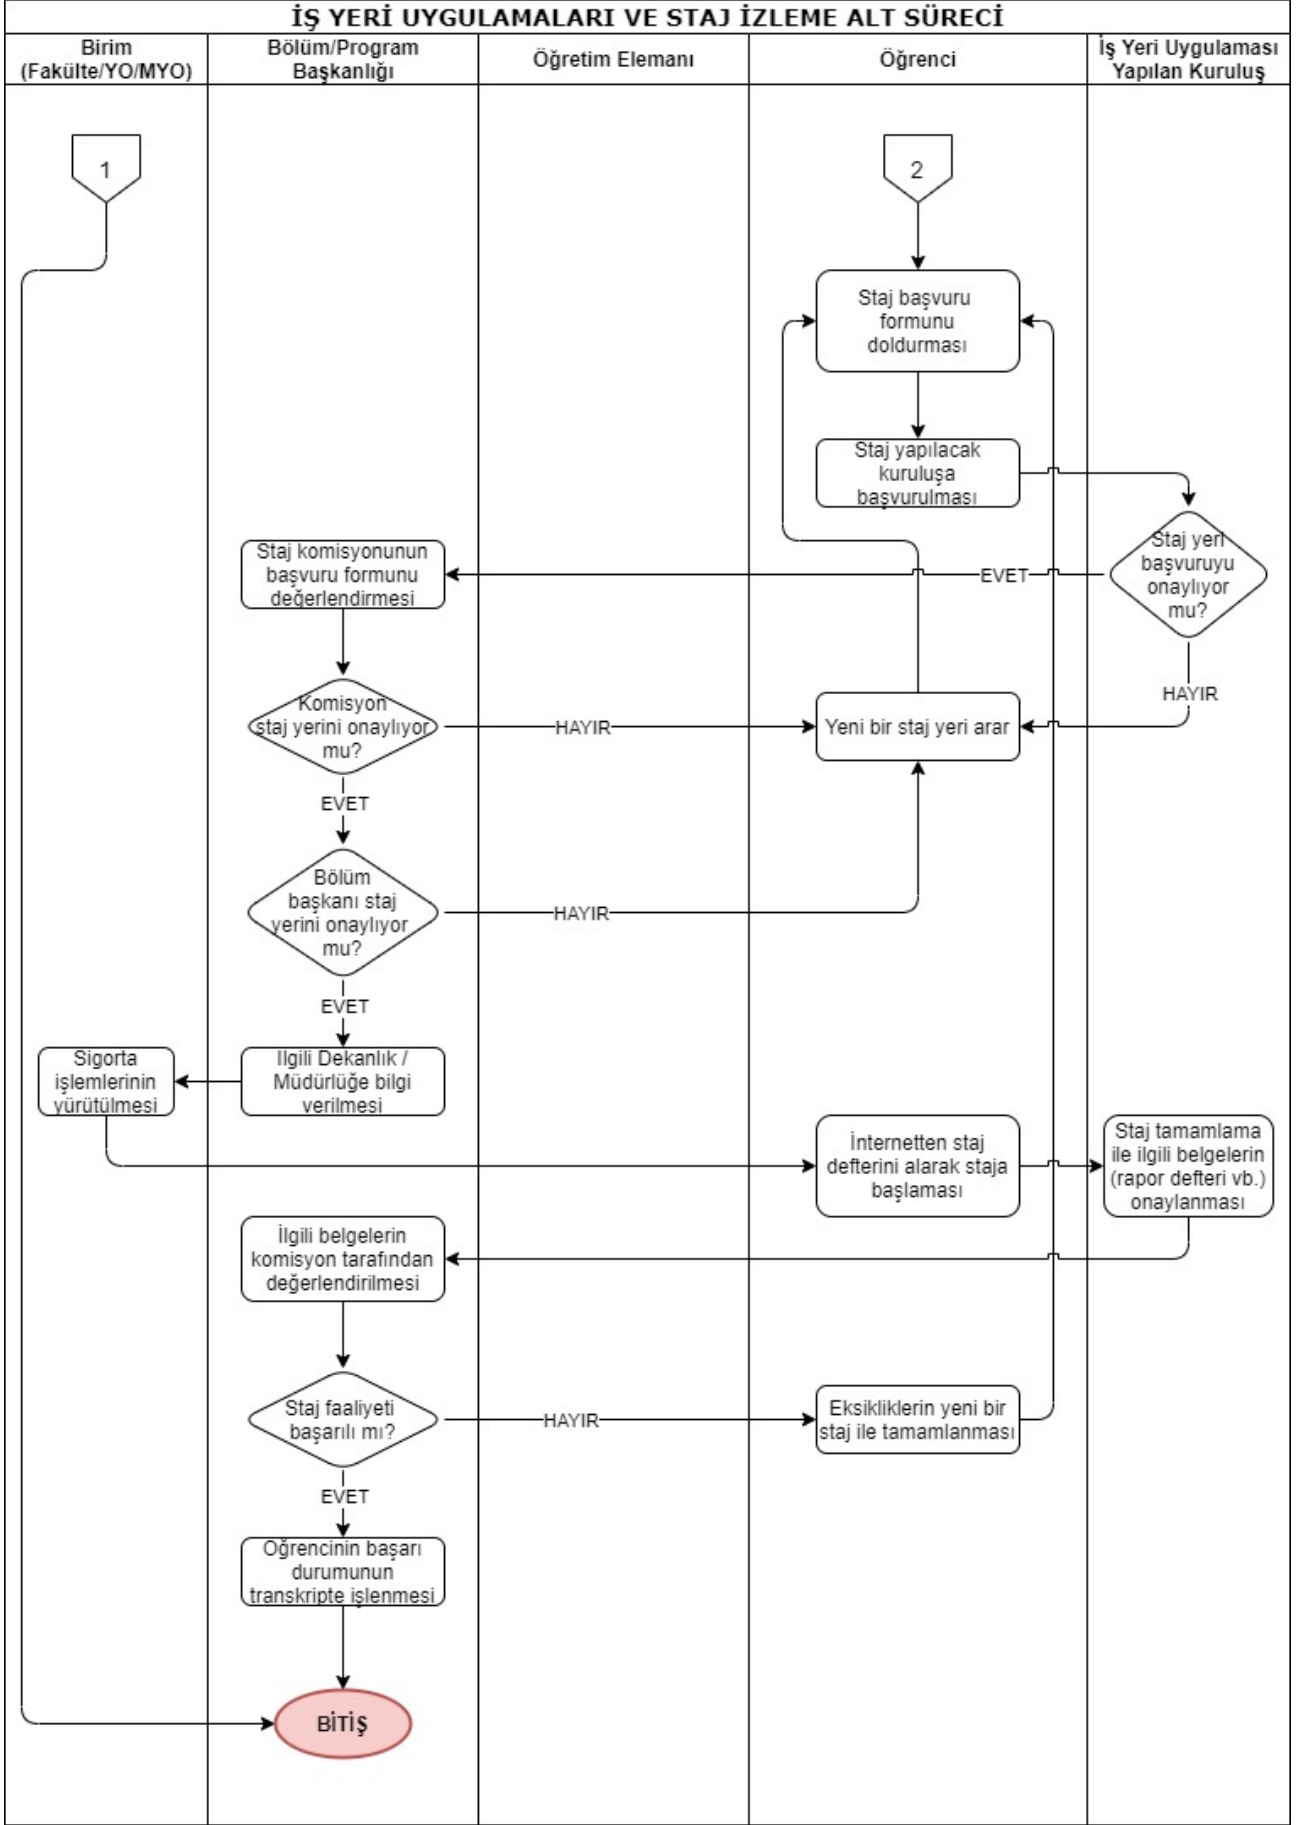 İŞ YERİ UYGULAMALARI VE STAJ İZLEME ALT SÜRECİ
Birim
(Fakülte/YO/MYO)
Bölüm/Program
Başkanlığı
Öğretim Elemanı
Öğrenci
İş Yeri Uygulaması
Yapılan Kuruluş
1
2
Staj başvuru
formunu
doldurması
Staj yapılacak
kuruluşa
başvurulması
Staj yeri
başvuruyu
onaylıyor
mu?
EVET
Staj komisyonunun
başvuru formunu
değerlendirmesi
HAYIR
Komisyon
staj yerini onaylıyor
mu?
HAYIR
Yeni bir staj yeri arar
EVET
Bölüm
başkanı staj
yerini onaylıyor
mu?
HAYIR
EVET
Sigorta
işlemlerinin
yürütülmesi
İlgili Dekanlık /
Müdürlüğe bilgi
verilmesi
İnternetten staj
defterini alarak staja
başlaması
Staj tamamlama
ile ilgili belgelerin
(rapor defteri vb.)
onaylanması
İlgili belgelerin
komisyon tarafından
değerlendirilmesi
Staj faaliyeti
başarılı mı?
HAYIR
Eksikliklerin yeni bir
staj ile tamamlanması
EVET
Öğrencinin başarı
durumunun
transkripte işlenmesi
BİTİŞ